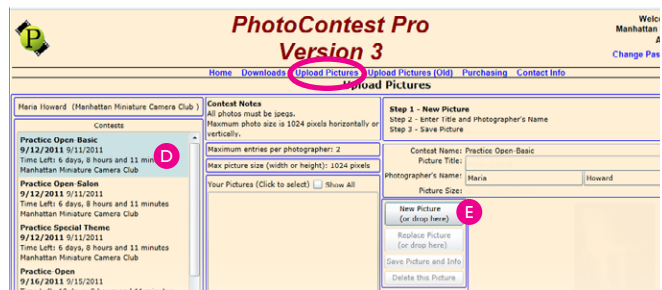 PhotoContest Pro
Version 3
Welco
Manhattan
A
Change Pas
Home Downloads Upload Pictures Upload Pictures (Old) Purchasing Contact Info
Upload Pictures
Maria Howard (Manhattan Miniature Camera Club )
Contests
Practice Open-Basic
9/12/2011 9/11/2011
Time Left: 6 days, 8 hours and 11 min
Manhattan Miniature Camera Club
D
Practice Open-Salon
9/12/2011 9/11/2011
Time Left: 6 days, 8 hours and 11 minutes
Manhattan Miniature Camera Club
Practice Special Theme
9/12/2011 9/11/2011
Time Left: 6 days, 8 hours and 11 minutes
Manhattan Miniature Camera Club
Practice-Open
9/16/2011 9/15/2011
Contest Notes
All photos must be jpegs.
Maxmum photo size is 1024 pixels horizontally or
vertically.
Maximum entries per photographer: 2
Max picture size (width or height): 1024 pixels
Your Pictures (Click to select) Show All
Step 1 - New Picture
Step 2 - Enter Title and Photographer's Name
Step 3 - Save Picture
Contest Name: Practice Open-Basic
Picture Title:
Photographer's Name: Maria Howard
Picture Size:
New Picture
(or drop here)
E
Replace Picture
(or drop here)
Save Picture and Info
Delete this Picture